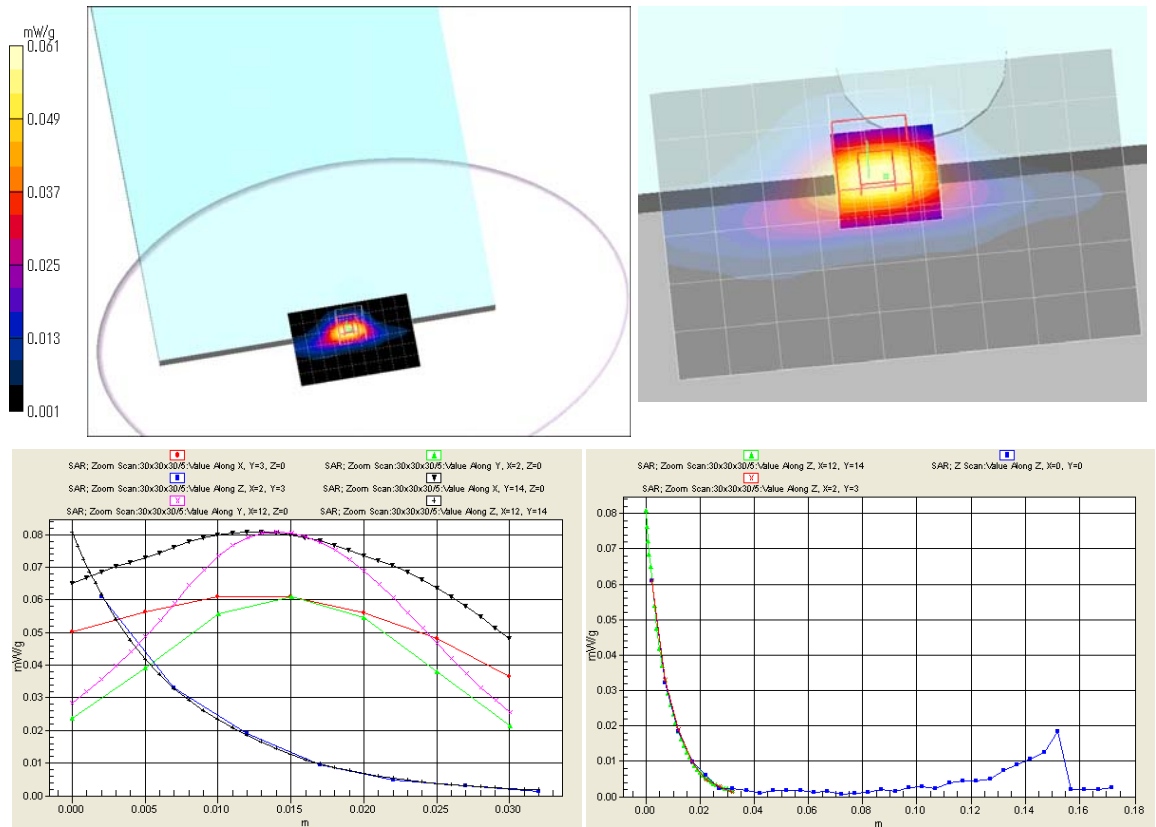 mW/g
0.061
0.049
0.037
0.025
0.013
0.001
SAR; Zoom Scan:30x30x30/5:Value Along X, Y=3, Z=0
SAR; Zoom Scan:30x30x30/5:Value Along Y, X=2, Z=0
SAR; Zoom Scan:30x30x30/5:Value Along Z, X=2, Y=3
SAR; Zoom Scan:30x30x30/5:Value Along X, Y=14, Z=0
SAR; Zoom Scan:30x30x30/5:Value Along Y, X=12, Z=0
SAR; Zoom Scan:30x30x30/5:Value Along Z, X=12, Y=14
0.08
0.07
0.06
0.05
0.04
0.03
0.02
0.01
0.00
mW/g
0.000 0.005 0.010 0.015 0.020 0.025 0.030
m
SAR; Zoom Scan:30x30x30/5:Value Along Z, X=12, Y=14
SAR; Z Scan:Value Along Z, X=0, Y=0
SAR; Zoom Scan:30x30x30/5:Value Along Z, X=2, Y=3
0.08
0.07
0.06
0.05
0.04
0.03
0.02
0.01
0.00
mW/g
0.00 0.02 0.04 0.06 0.08 0.10 0.12 0.14 0.16 0.18
m